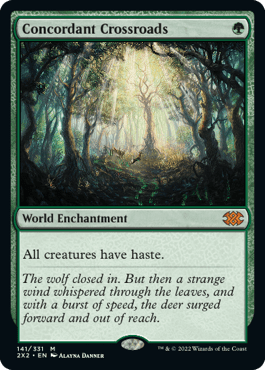 Concordant Crossroads
World Enchantment
All creatures have haste.
The wolf closed in. But then a strange
wind whispered through the leaves, and
with a burst of speed, the deer surged
forward and out of reach.
141/331 M
2X2 • EN Alayna Danner
™ & © 2022 Wizards of the Coast